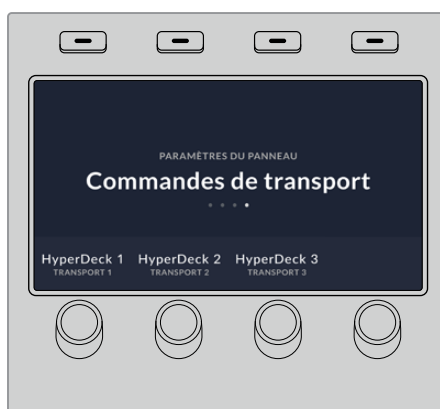 PARAMÈTRES DU PANNEAU
Commandes de transport
HyperDeck 1 HyperDeck 2 HyperDeck 3
TRANSPORT 1 TRANSPORT 2 TRANSPORT 3